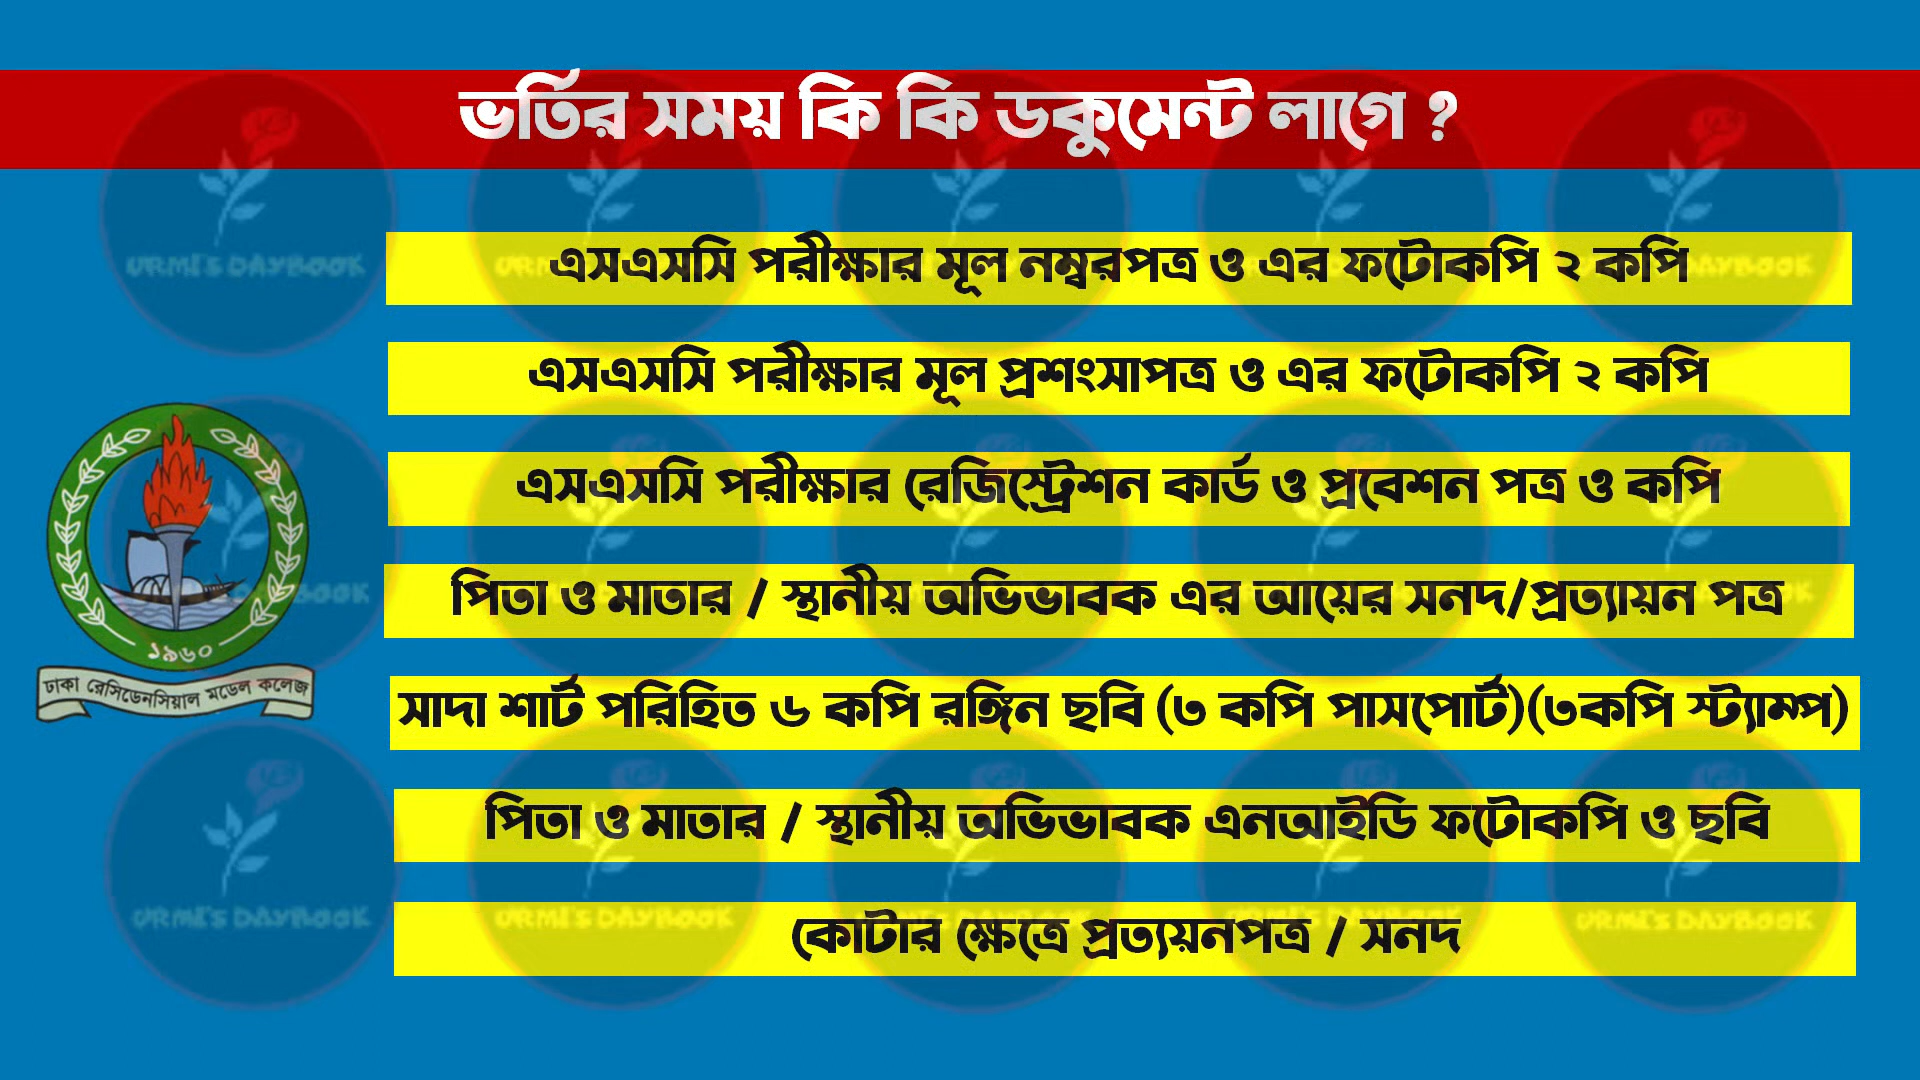 ভর্তির সময় কি কি ডকুমেন্ট লাগে ?
এসএসসি পরীক্ষার মূল নম্বরপত্র ও এর ফটোকপি ২ কপি
এসএসসি পরীক্ষার মূল প্রশংসাপত্র ও এর ফটোকপি ২ কপি
এসএসসি পরীক্ষার রেজিস্ট্রেশন কার্ড ও প্রবেশন পত্র ও কপি
পিতা ও মাতার / স্থানীয় অভিভাবক এর আয়ের সনদ/প্রত্যায়ন পত্র
সাদা শার্ট পরিহিত ৬ কপি রঙ্গিন ছবি (৩ কপি পাসপোর্ট)(৩কপি স্ট্যাম্প)
পিতা ও মাতার / স্থানীয় অভিভাবক এনআইডি ফটোকপি ও ছবি
কোটার ক্ষেত্রে প্রত্যয়নপত্র / সনদ
১৯৬০
ঢাকা রেসিডেনসিয়াল মডেল কলেজ
URMI's DAYBOOK